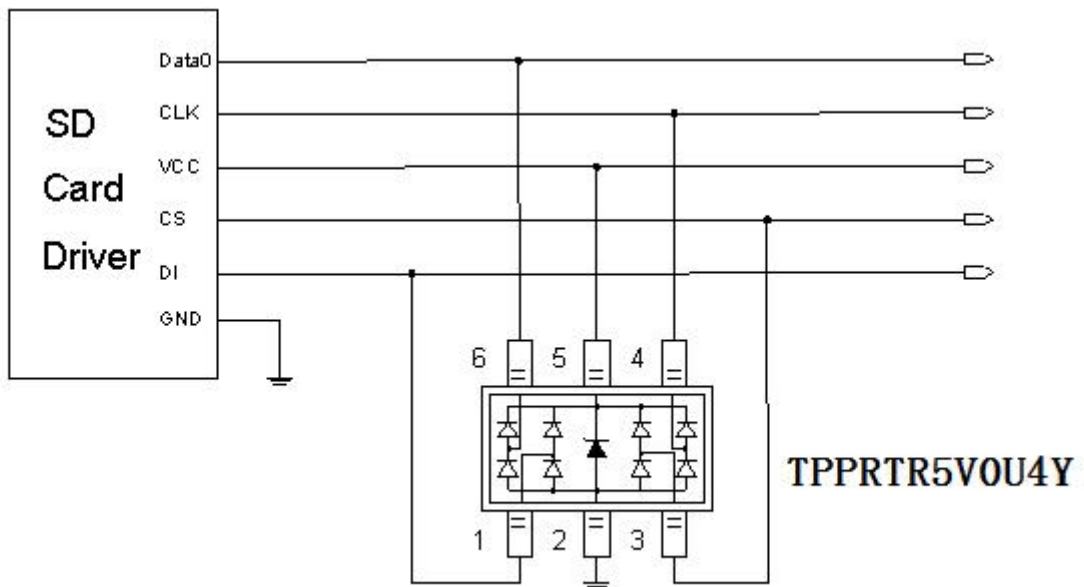 Data0
CLK
VCC
CS
DI
GND
SD
Card
Driver
6 5 4
1 2 3
TPPRTR5V0U4Y